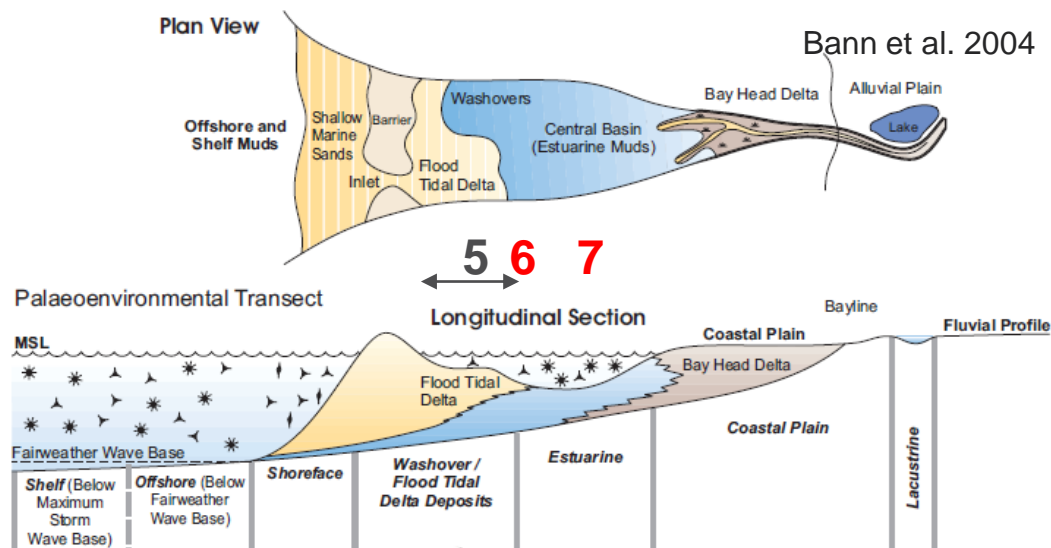 Plan View
Bann et al. 2004
Alluvial Plain
Bay Head Delta
Lake
Washovers
Shallow
Marine
Sands
Barrier
Offshore and
Shelf Muds
Central Basin
(Estuarine Muds)
Flood
Tidal Delta
Inlet
5 6 7
Palaeoenvironmental Transect
Longitudinal Section
Bayline
MSL
Coastal Plain
Fluvial Profile
Bay Head Delta
Flood Tidal
Delta
Coastal Plain
Fairweather Wave Base
Shoreface
Estuarine
Washover /
Flood Tidal
Delta Deposits
Lacustrine
Shelf (Below
Maximum
Storm
Wave Base)
Offshore (Below
Fairweather
Wave Base)